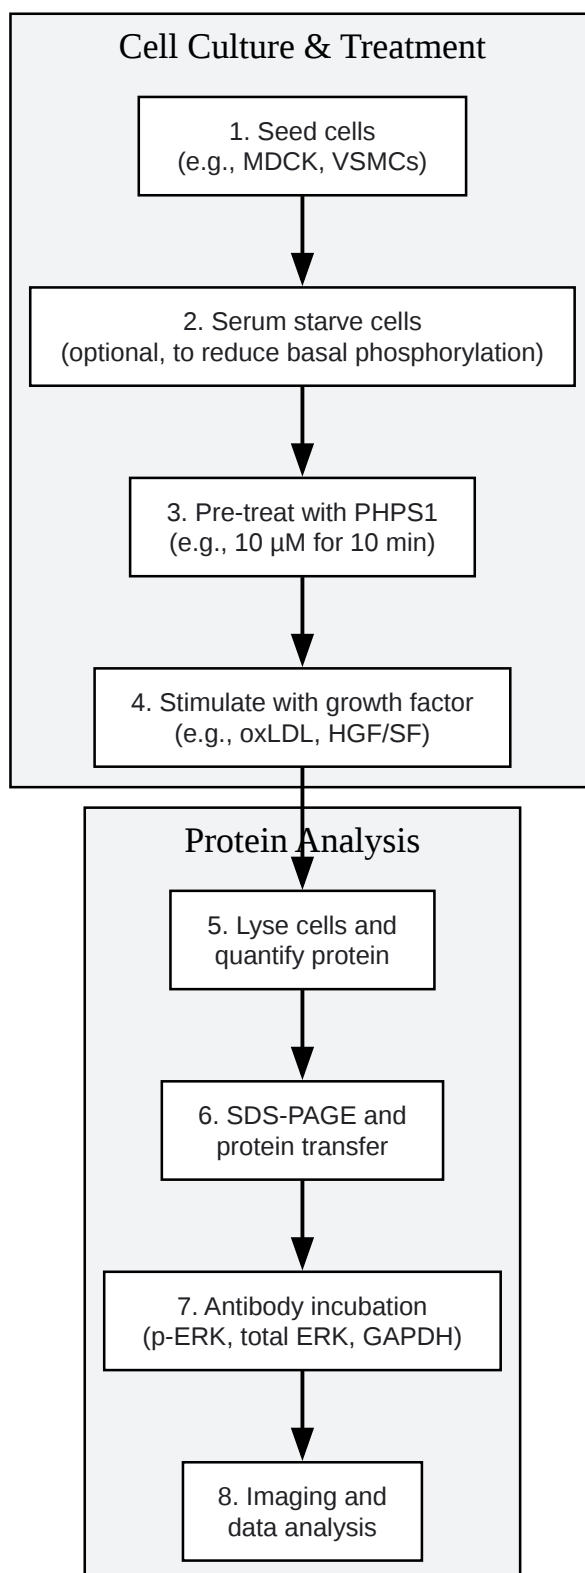 Cell Culture & Treatment
1. Seed cells
(e.g., MDCK, VSMCs)
2. Serum starve cells
(optional, to reduce basal phosphorylation)
3. Pre-treat with PHPS1
(e.g., 10 µM for 10 min)
4. Stimulate with growth factor
(e.g., oxLDL, HGF/SF)
Protein Analysis
5. Lyse cells and
quantify protein
6. SDS-PAGE and
protein transfer
7. Antibody incubation
(p-ERK, total ERK, GAPDH)
8. Imaging and
data analysis